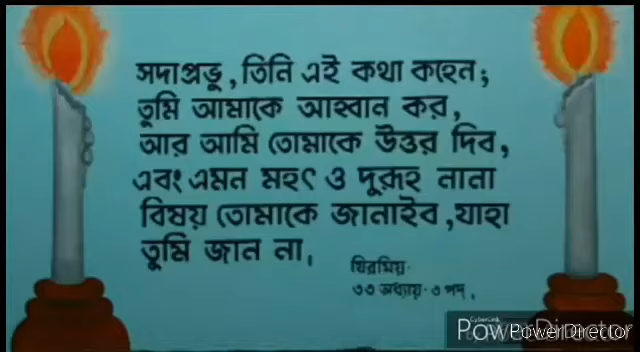 সদাপ্রভু, তিনি এই কথা কহেন;
তুমি আমাকে আহ্বান কর,
আর আমি তোমাকে উত্তর দিব,
এবং এমন মহৎ ও দুরূহ নানা
বিষয় তোমাকে জানাইব, যাহা
তুমি জান না,
যিরমিয়.
৩৩ অধ্যায়. ৩ পদ,
CyberLink
PowerDirector